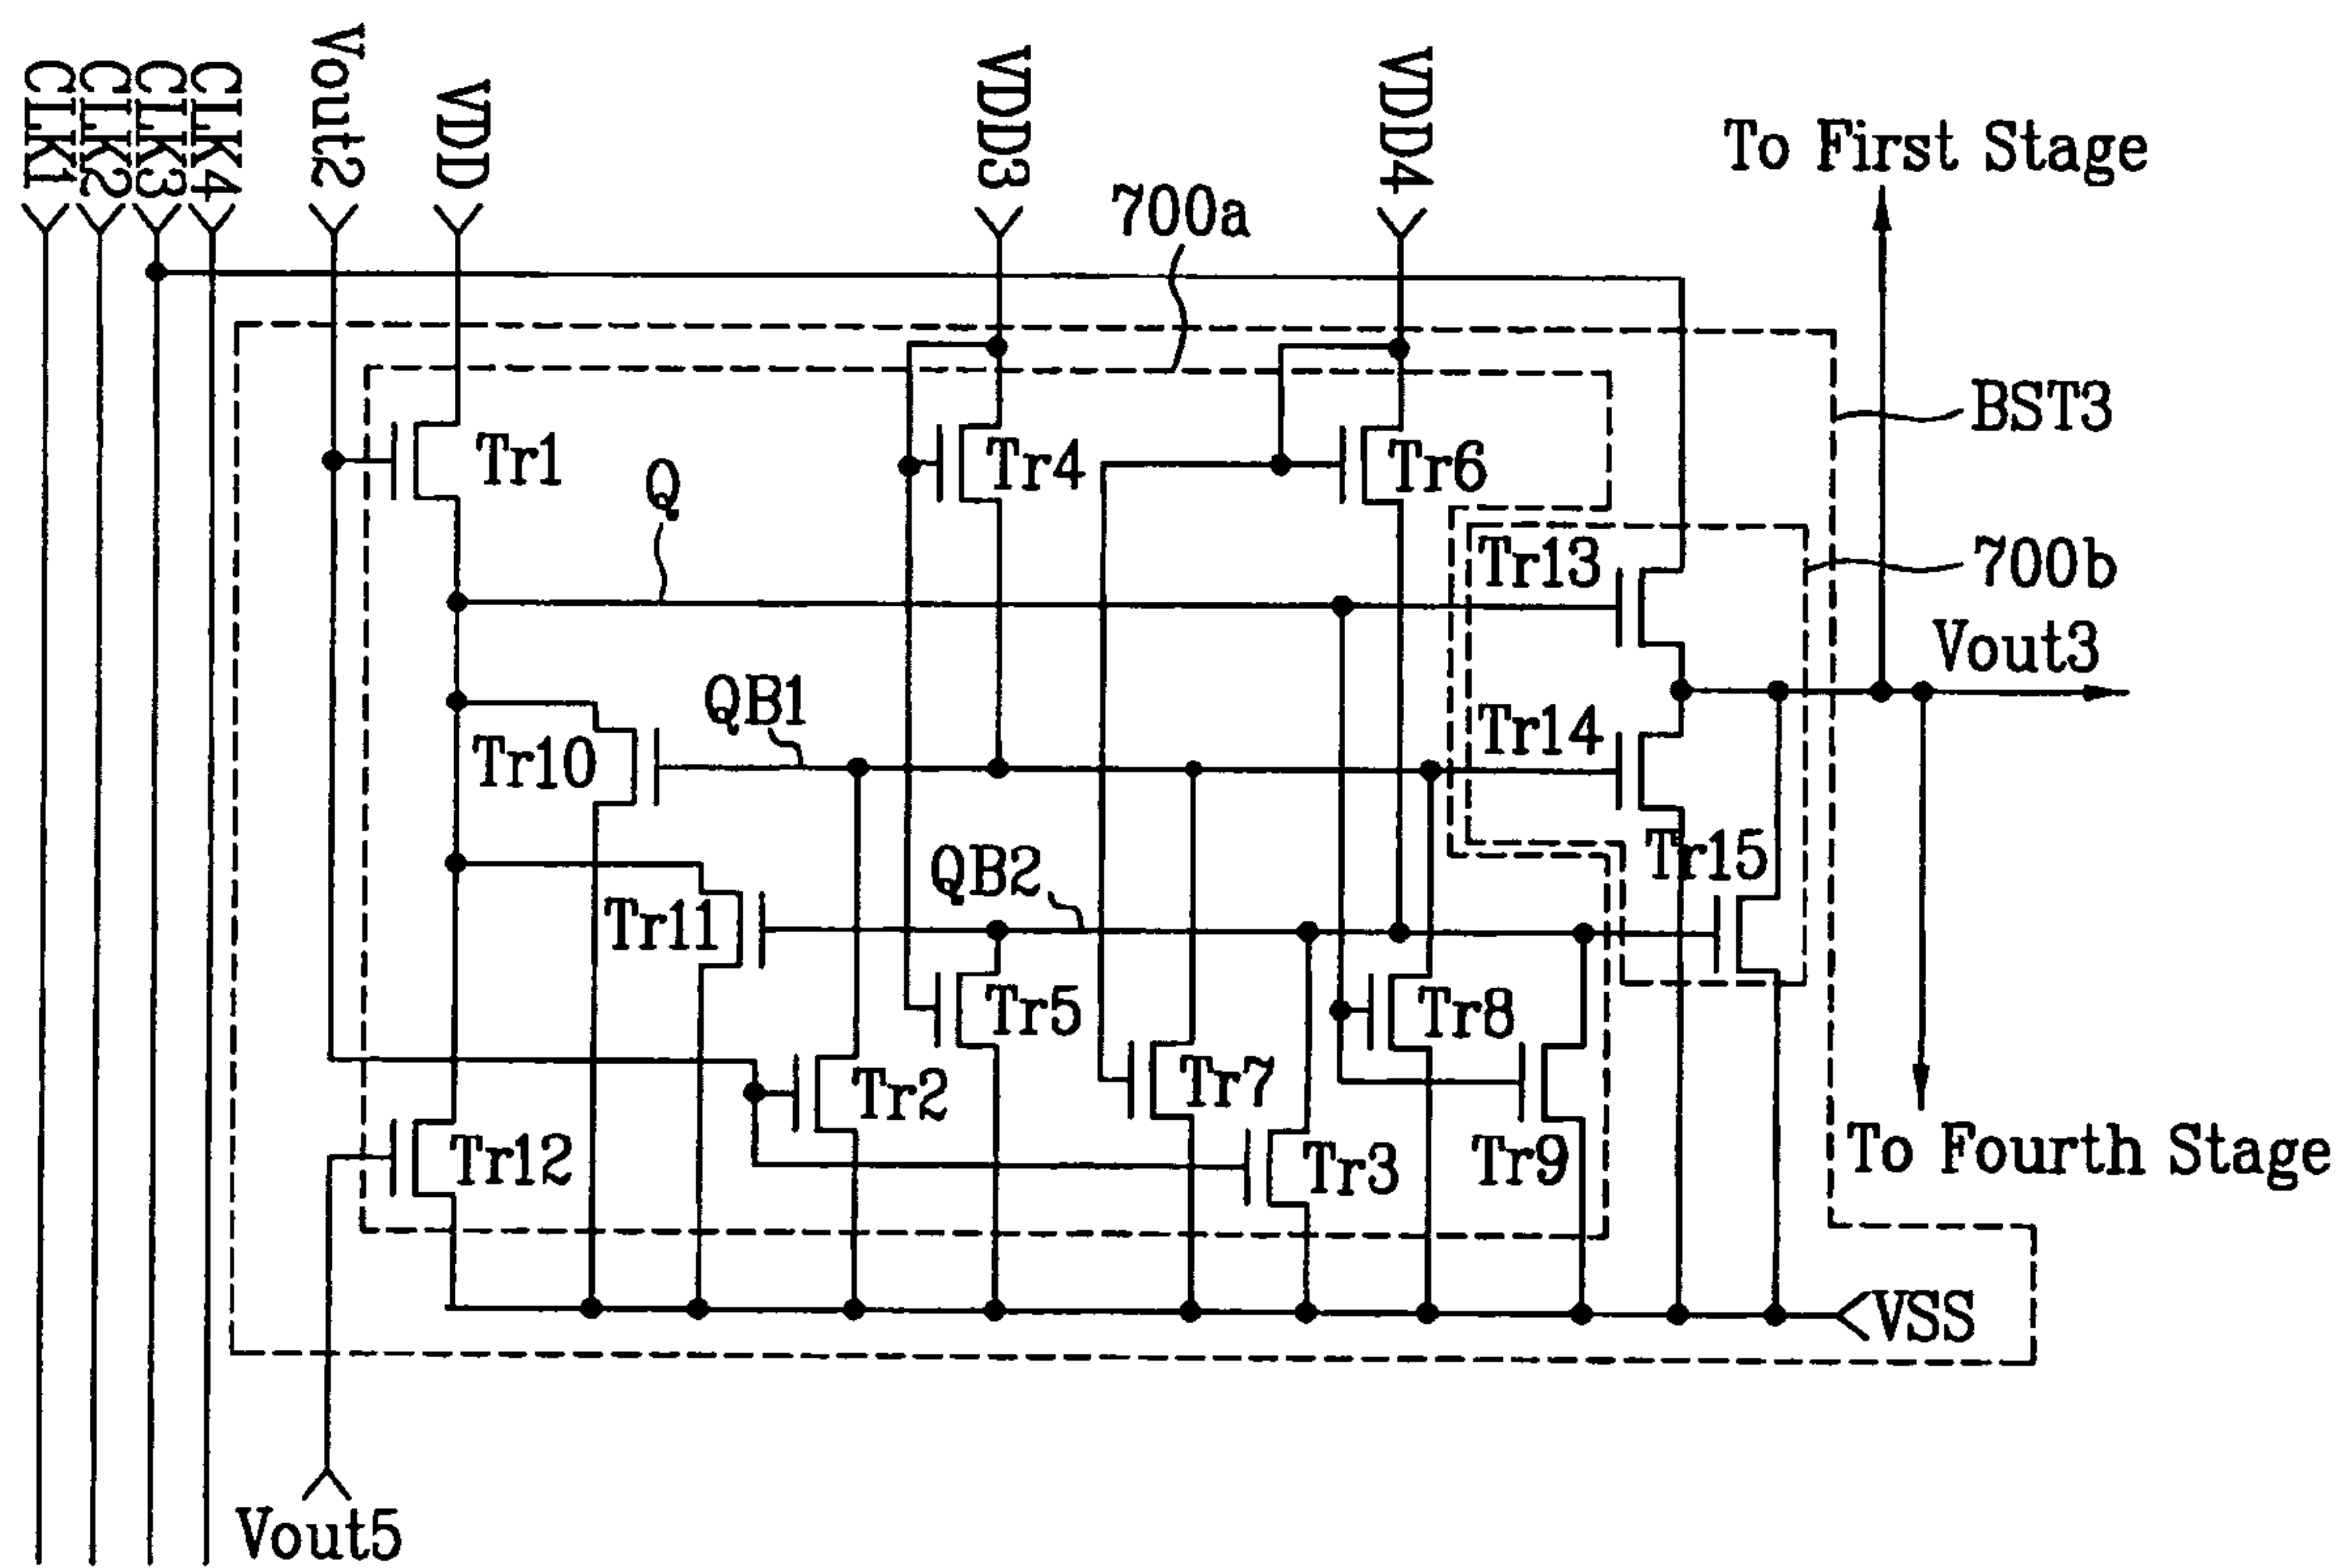 CLK1
CLK2
CLK3
CLK4
Vout2
VDD
VDD3
VDD4
To First Stage
700a
BST3
Tr1
Tr4
Tr6
Q
Tr13
700b
Vout3
QB1
Tr10
Tr14
QB2
Tr15
Tr11
Tr5
Tr8
Tr2
Tr7
Tr12
Tr3
Tr9
To Fourth Stage
VSS
Vout5